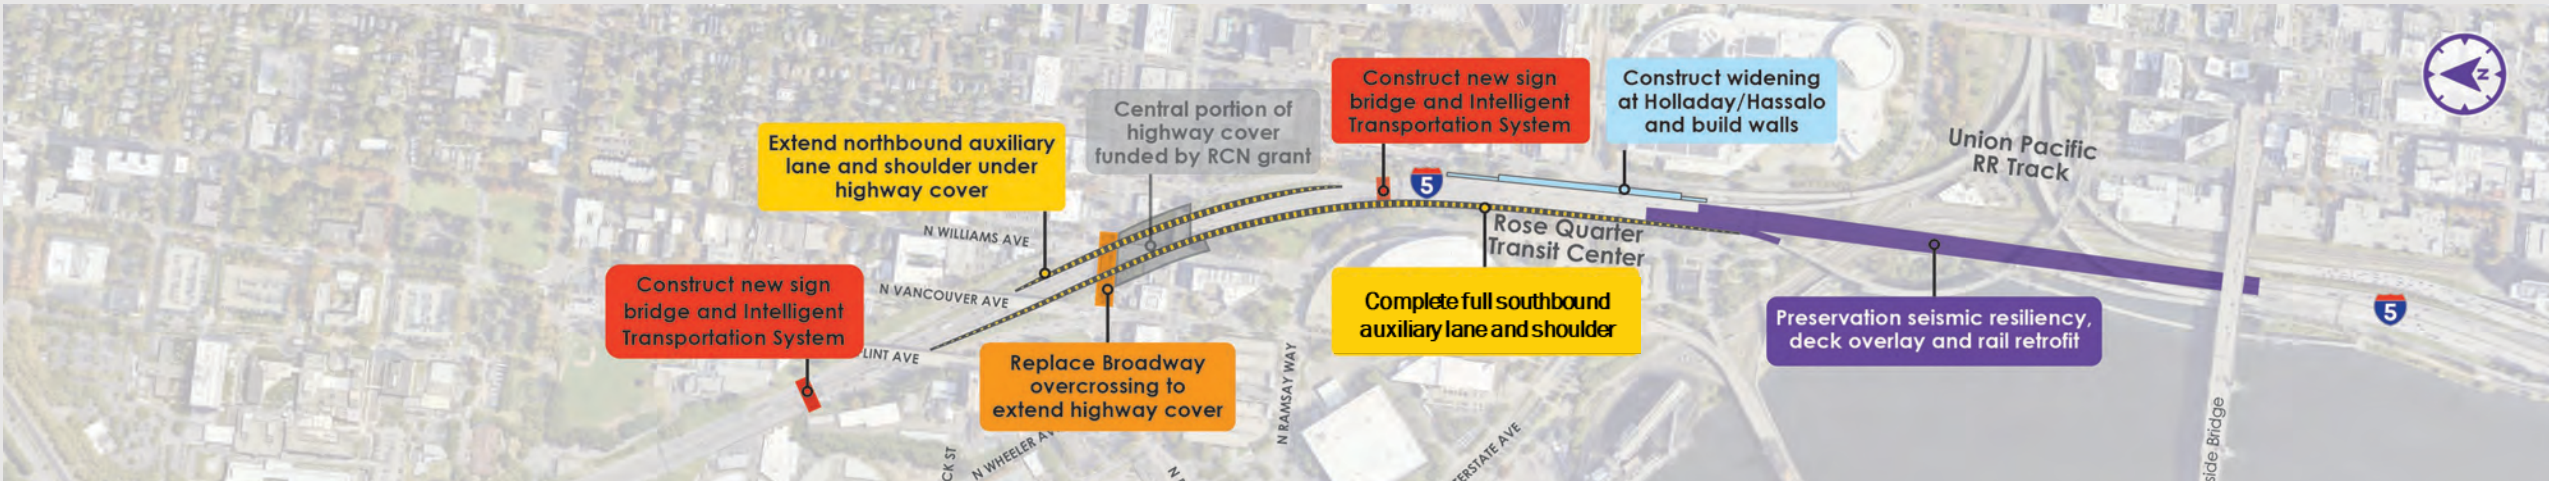 Construct new sign
bridge and Intelligent
Transportation System
Construct widening
at Holladay/Hassalo
and build walls
Central portion of
highway cover
funded by RCN grant
Extend northbound auxiliary
lane and shoulder under
highway cover
N
Union Pacific
RR Track
5
N WILLIAMS AVE
Rose Quarter
Transit Center
Construct new sign
bridge and Intelligent
Transportation System
N VANCOUVER AVE
Complete full southbound
auxiliary lane and shoulder
Preservation seismic resiliency,
deck overlay and rail retrofit
5
LINT AVE
Replace Broadway
overcrossing to
extend highway cover
N RAMSAY WAY
N WHEELER AV
CK ST
N
ERSTATE AVE
side Bridge